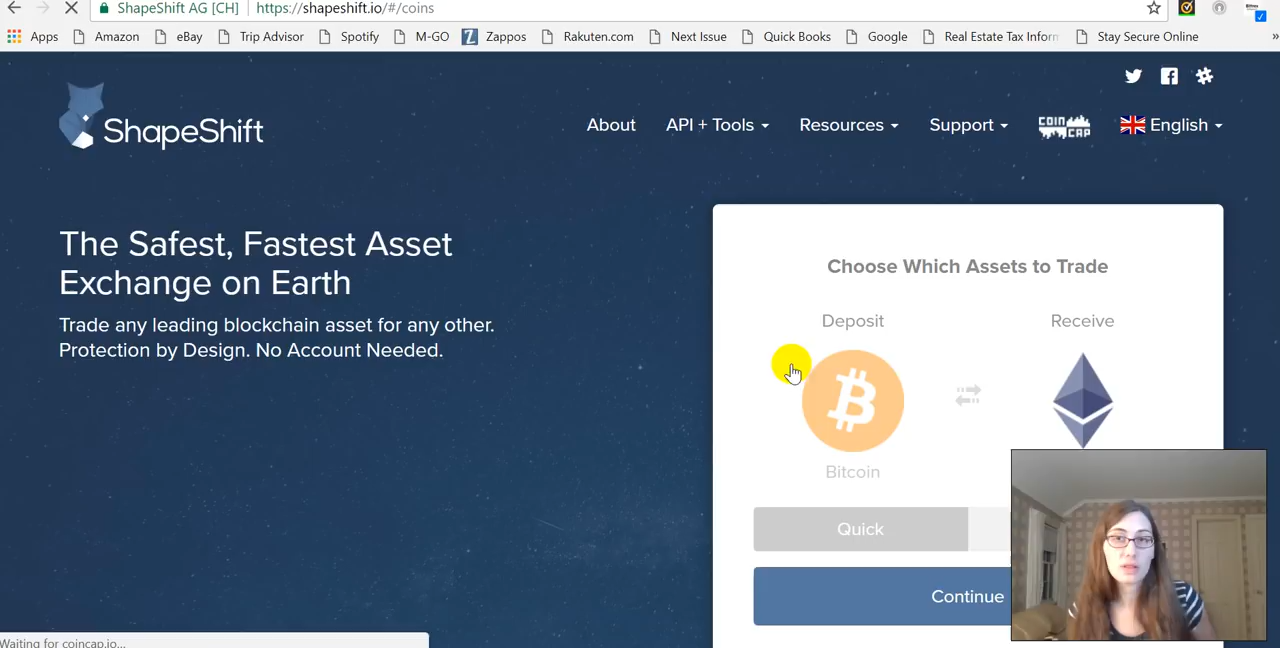 ShapeShift AG [CH] https://shapeshift.io/#/coins
Apps Amazon eBay Trip Advisor Spotify M-GO Zappos Rakuten.com Next Issue Quick Books Google Real Estate Tax Inform Stay Secure Online »
ShapeShift
About API + Tools Resources Support COIN CAP English
The Safest, Fastest Asset
Exchange on Earth
Trade any leading blockchain asset for any other.
Protection by Design. No Account Needed.
Choose Which Assets to Trade
Deposit Receive
Bitcoin
Quick
Continue
Waiting for coincap.io...